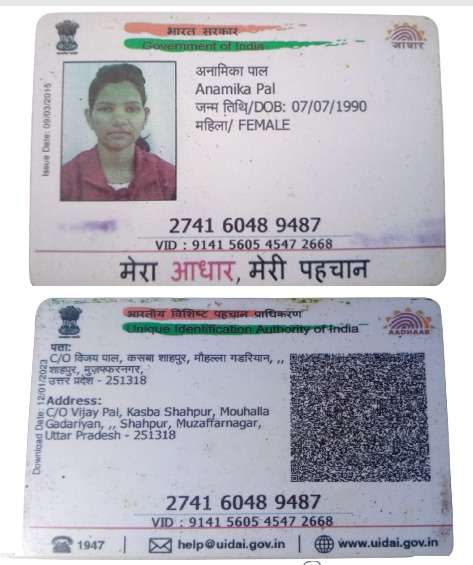 भारत सरकार
Government of India
आधार
Issue Date: 09/03/2015
अनामिका पाल
Anamika Pal
जन्म तिथि/DOB: 07/07/1990
महिला/ FEMALE
2741 6048 9487
VID : 9141 5605 4547 2668
मेरा आधार, मेरी पहचान
भारतीय विशिष्ट पहचान प्राधिकरण
Unique Identification Authority of India
AADHAAR
Download Date: 12/01/2023
पता:
C/O विजय पाल, कसबा शाहपुर, मौहल्ला गडरियान, ,,
शाहपुर, मुज़फ्फरनगर,
उत्तर प्रदेश - 251318
Address:
C/O Vijay Pal, Kasba Shahpur, Mouhalla
Gadariyan, ,, Shahpur, Muzaffarnagar,
Uttar Pradesh - 251318
2741 6048 9487
VID : 9141 5605 4547 2668
1947 | help@uidai.gov.in | www.uidai.gov.in